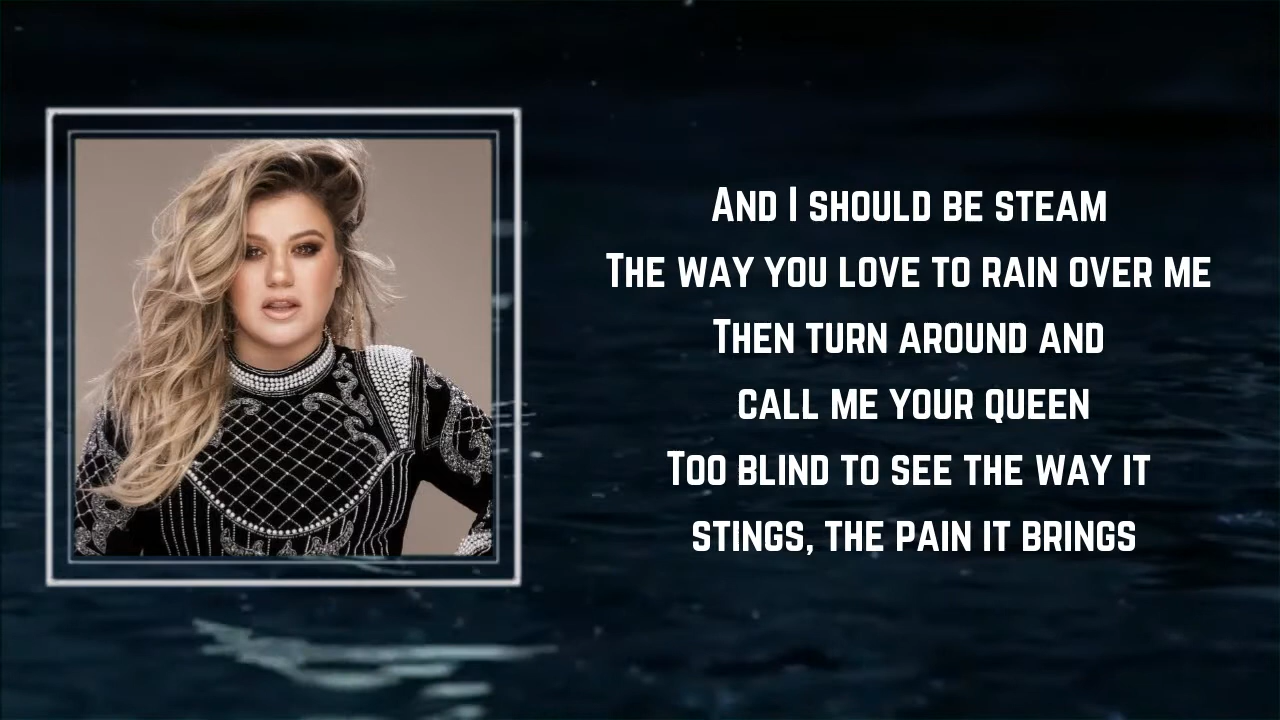 And I should be steam
The way you love to rain over me
Then turn around and
call me your queen
Too blind to see the way it
stings, the pain it brings